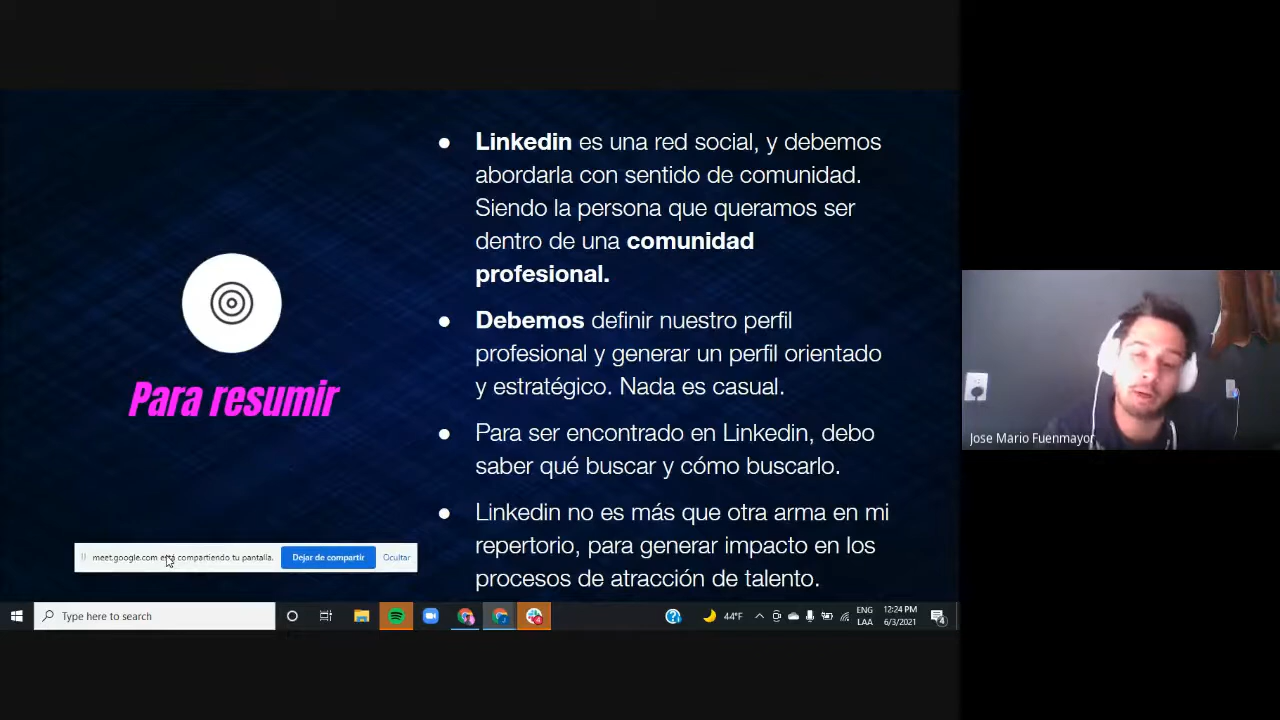 Linkedin es una red social, y debemos
abordarla con sentido de comunidad.
Siendo la persona que queramos ser
dentro de una comunidad
profesional.
Debemos definir nuestro perfil
profesional y generar un perfil orientado
y estratégico. Nada es casual.
Para ser encontrado en Linkedin, debo
saber qué buscar y cómo buscarlo.
Linkedin no es más que otra arma en mi
repertorio, para generar impacto en los
procesos de atracción de talento.
Para resumir
meet.google.com está compartiendo tu pantalla.
Dejar de compartir
Ocultar
Type here to search
44°F
ENG
LAA
12:24 PM
6/3/2021
4
Jose Mario Fuenmayor